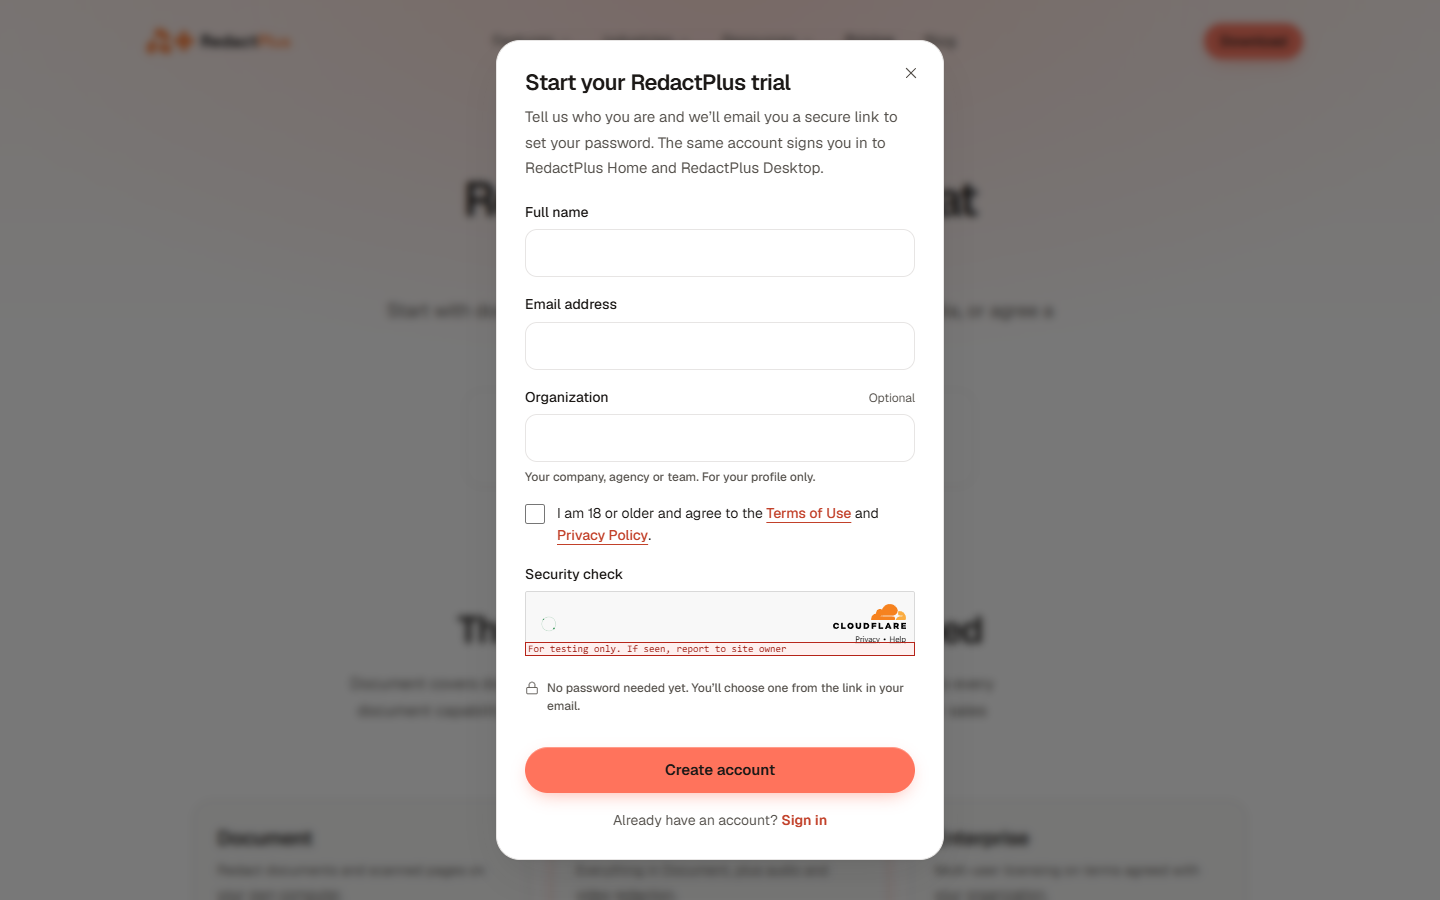 RedactPlus
Download
Start your RedactPlus trial
Tell us who you are and we’ll email you a secure link to
set your password. The same account signs you in to
RedactPlus Home and RedactPlus Desktop.
Full name
Email address
Organization
Optional
Your company, agency or team. For your profile only.
I am 18 or older and agree to the Terms of Use and
Privacy Policy.
Security check
CLOUDFLARE
Privacy • Help
For testing only. If seen, report to site owner
No password needed yet. You’ll choose one from the link in your
email.
Create account
Already have an account? Sign in
Document